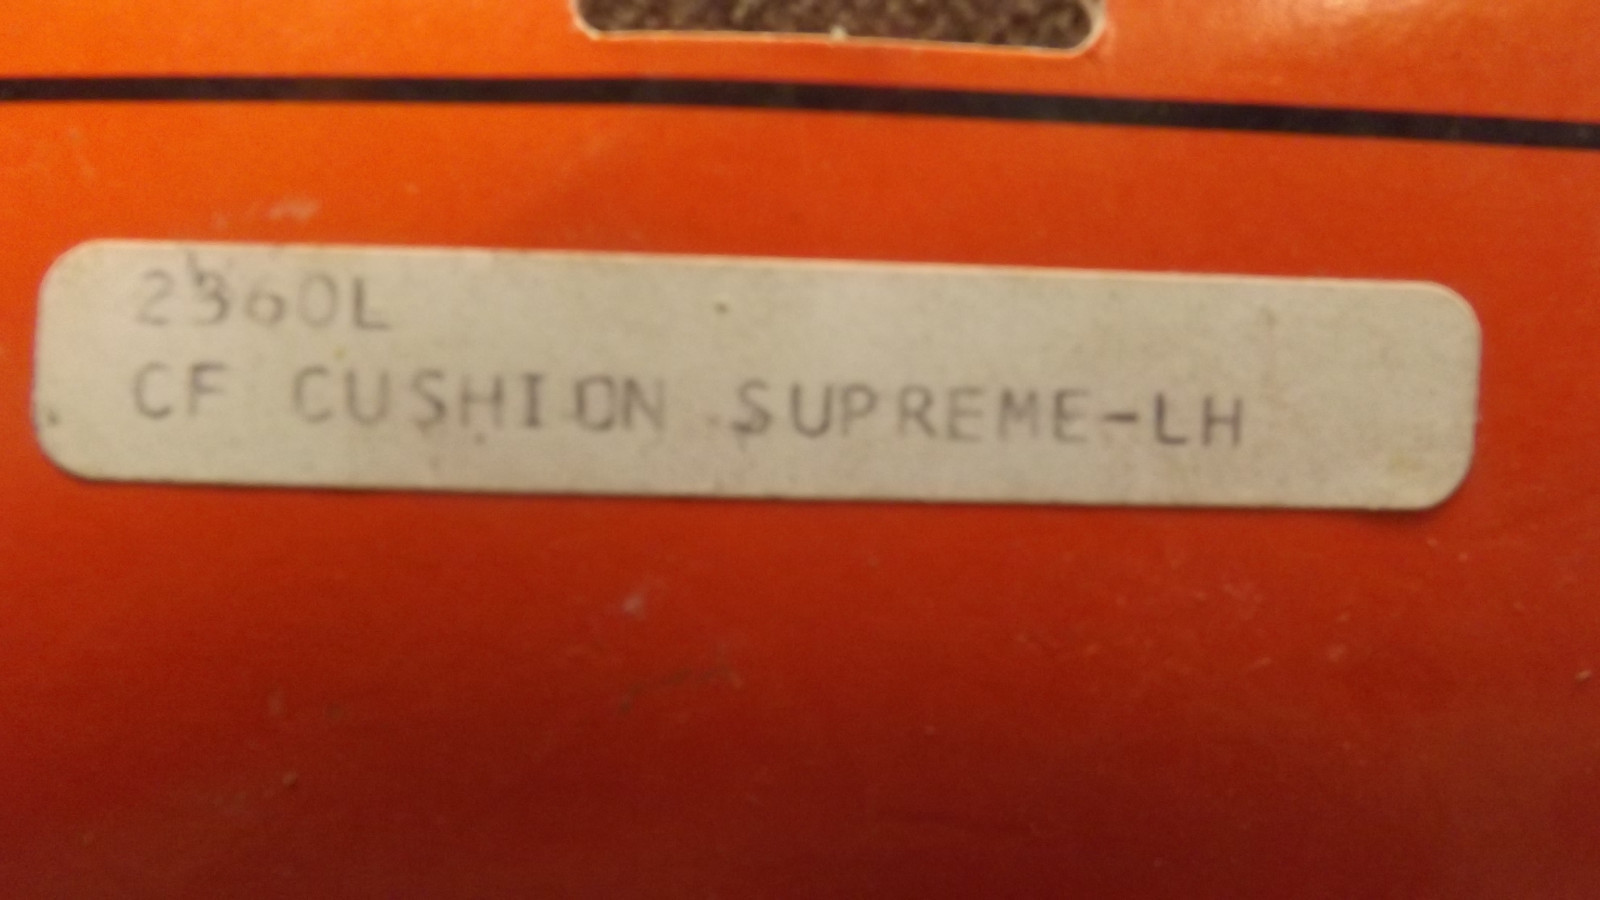 2360L
CF CUSHION SUPREME-LH